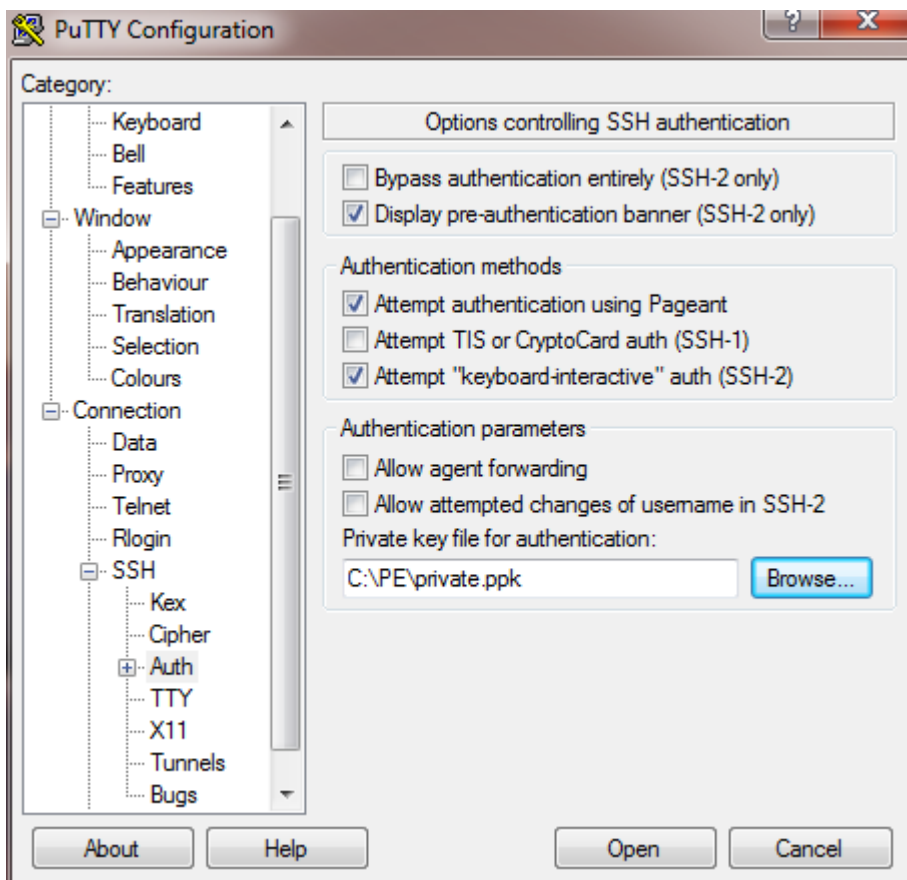 PuTTY Configuration
?
X
Category:
Keyboard
Bell
Features
Window
Appearance
Behaviour
Translation
Selection
Colours
Connection
Data
Proxy
Telnet
Rlogin
SSH
Kex
Cipher
Auth
TTY
X11
Tunnels
Bugs
Options controlling SSH authentication
Bypass authentication entirely (SSH-2 only)
Display pre-authentication banner (SSH-2 only)
Authentication methods
Attempt authentication using Pageant
Attempt TIS or CryptoCard auth (SSH-1)
Attempt "keyboard-interactive" auth (SSH-2)
Authentication parameters
Allow agent forwarding
Allow attempted changes of username in SSH-2
Private key file for authentication:
C:\PE\private.ppk
Browse...
About
Help
Open
Cancel